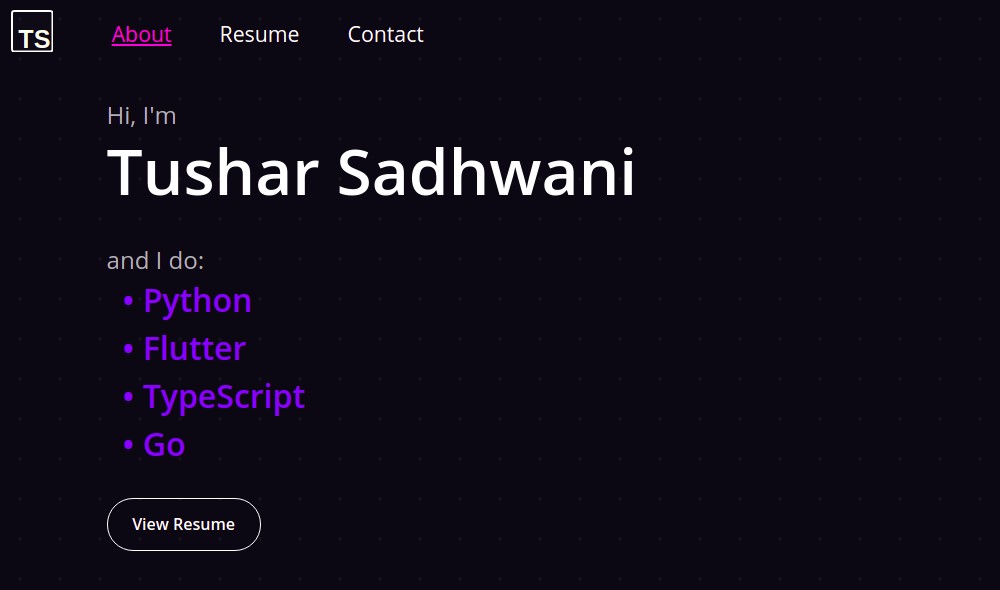 TS About Resume Contact
Hi, I'm
Tushar Sadhwani
and I do:
• Python
• Flutter
• TypeScript
• Go
View Resume